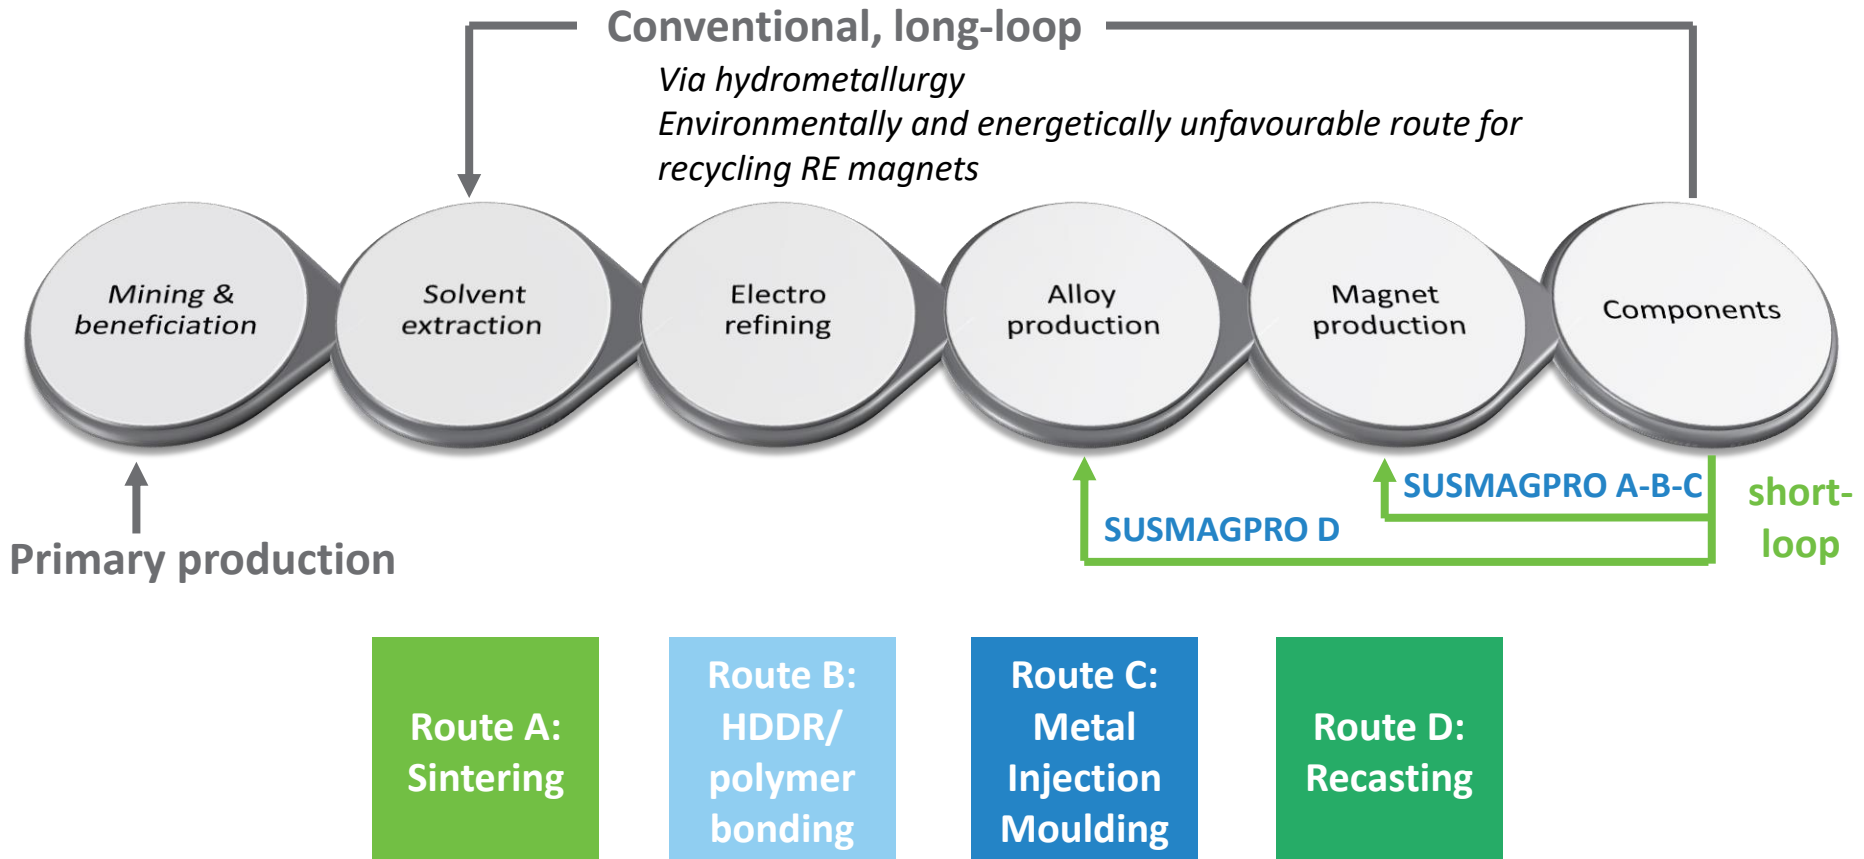 Conventional, long-loop
Via hydrometallurgy
Environmentally and energetically unfavourable route for
recycling RE magnets
Mining &
beneficiation
Solvent
extraction
Electro
refining
Alloy
production
Magnet
production
Components
SUSMAGPRO A-B-C
SUSMAGPRO D
short-
loop
Primary production
Route A:
Sintering
Route B:
HDDR/
polymer
bonding
Route C:
Metal
Injection
Moulding
Route D:
Recasting